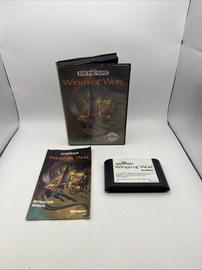 GENESIS
Wings of Wor
Wings of Wor
INSTRUCTION
MANUAL
GENESIS
Wings of Wor